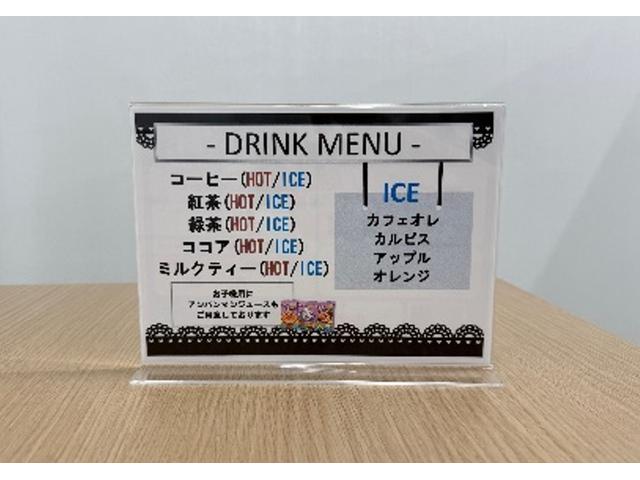 - DRINK MENU -
コーヒー(HOT/ICE)
紅茶(HOT/ICE)
緑茶(HOT/ICE)
ココア(HOT/ICE)
ミルクティー(HOT/ICE)
ICE
カフェオレ
カルピス
アップル
オレンジ
お子様用に
アンパンマンジュースも
ご用意しております